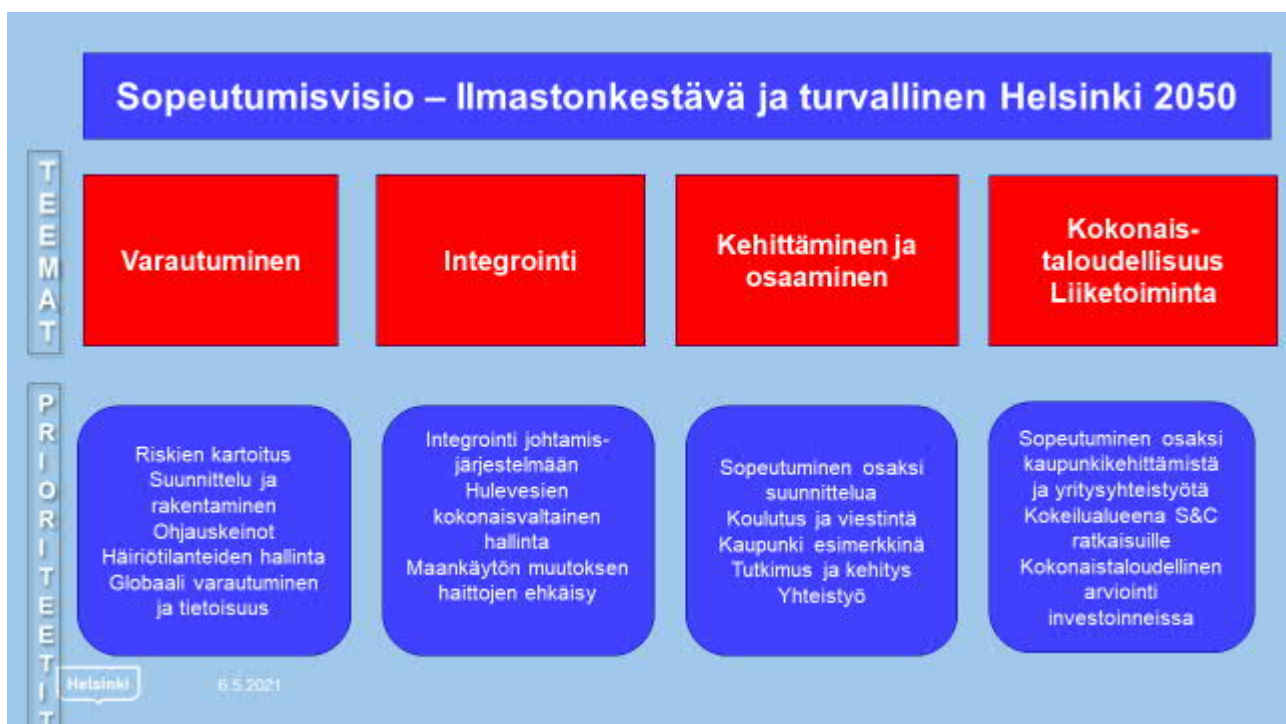 Sopeutumisvisio – Ilmastonkestävä ja turvallinen Helsinki 2050
TEEMAT
Varautuminen
Integrointi
Kehittäminen ja
osaaminen
Kokonais-
taloudellisuus
Liiketoiminta
PRIORITEETIT
Riskien kartoitus
Suunnittelu ja
rakentaminen
Ohjauskeinot
Häiriötilanteiden hallinta
Globaali varautuminen
ja tietoisuus
Integrointi johtamis-
järjestelmään
Hulevesien
kokonaisvaltainen
hallinta
Maankäytön muutoksen
haittojen ehkäisy
Sopeutuminen osaksi
suunnittelua
Koulutus ja viestintä
Kaupunki esimerkkinä
Tutkimus ja kehitys
Yhteistyö
Sopeutuminen osaksi
kaupunkikehittämistä
ja yritysyhteistyötä
Kokeilualueena S&C
ratkaisuille
Kokonaistaloudellinen
arviointi
investoinneissa
Helsinki
6.5.2021